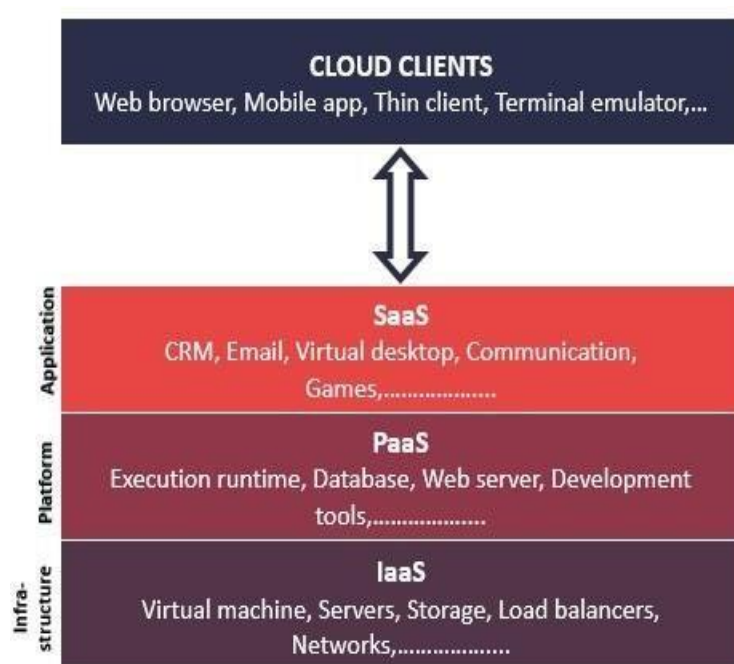 CLOUD CLIENTS
Web browser, Mobile app, Thin client, Terminal emulator,...
Application
SaaS
CRM, Email, Virtual desktop, Communication,
Games,....................
Platform
PaaS
Execution runtime, Database, Web server, Development
tools,....................
Infra-
structure
IaaS
Virtual machine, Servers, Storage, Load balancers,
Networks,....................